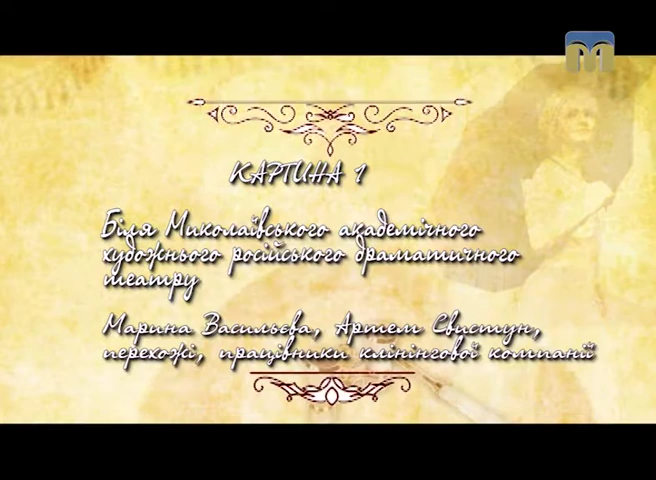 М
КАРТИНА 1
Біля Миколаївського академічного
художнього російського драматичного
театру
Марина Васильєва, Артем Свистун,
перехожі, працівники клінінгової компанії